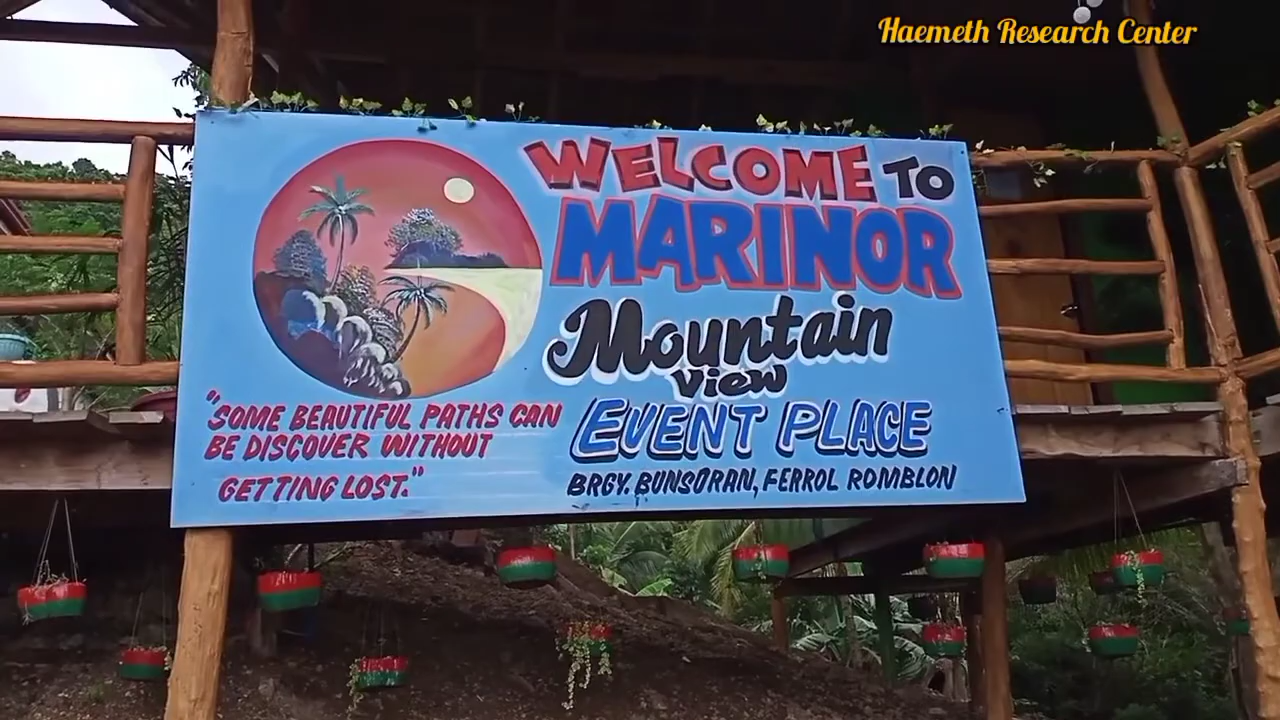 Haemeth Research Center
WELCOME TO
MARINOR
Mountain
View
EVENT PLACE
BRGY. BUNSORAN, FERROL ROMBLON
"SOME BEAUTIFUL PATHS CAN
BE DISCOVER WITHOUT
GETTING LOST."